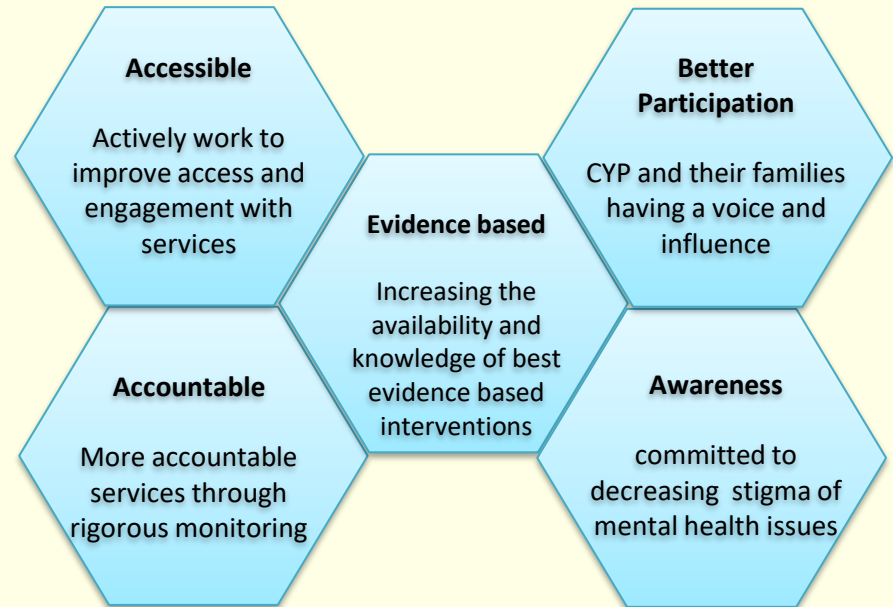 Accessible
Actively work to
improve access and
engagement with
services
Better
Participation
CYP and their families
having a voice and
influence
Evidence based
Increasing the
availability and
knowledge of best
evidence based
interventions
Accountable
More accountable
services through
rigorous monitoring
Awareness
committed to
decreasing  stigma of
mental health issues